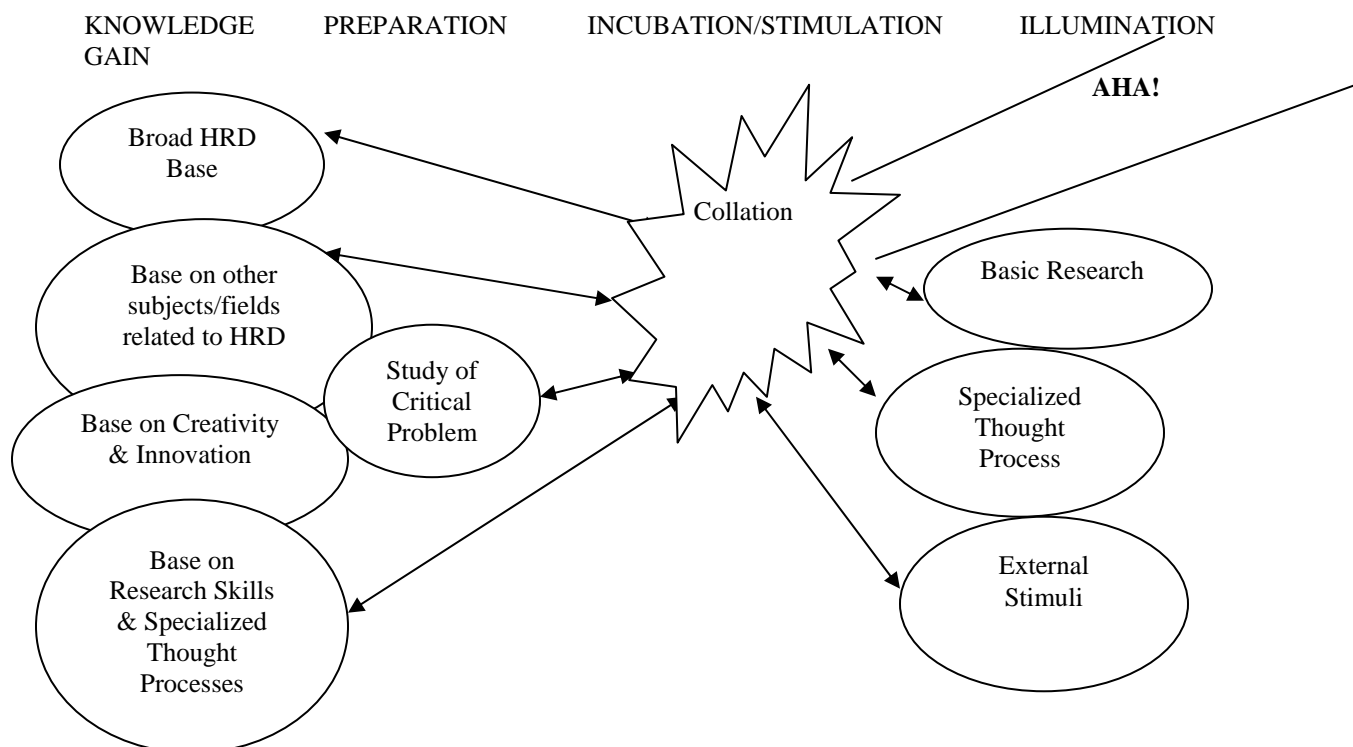 KNOWLEDGE GAIN
PREPARATION
INCUBATION/STIMULATION
ILLUMINATION
AHA!
Broad HRD
Base
Base on other
subjects/fields
related to HRD
Study of
Critical
Problem
Base on Creativity
& Innovation
Base on
Research Skills
& Specialized
Thought
Processes
Collation
Basic Research
Specialized
Thought
Process
External
Stimuli